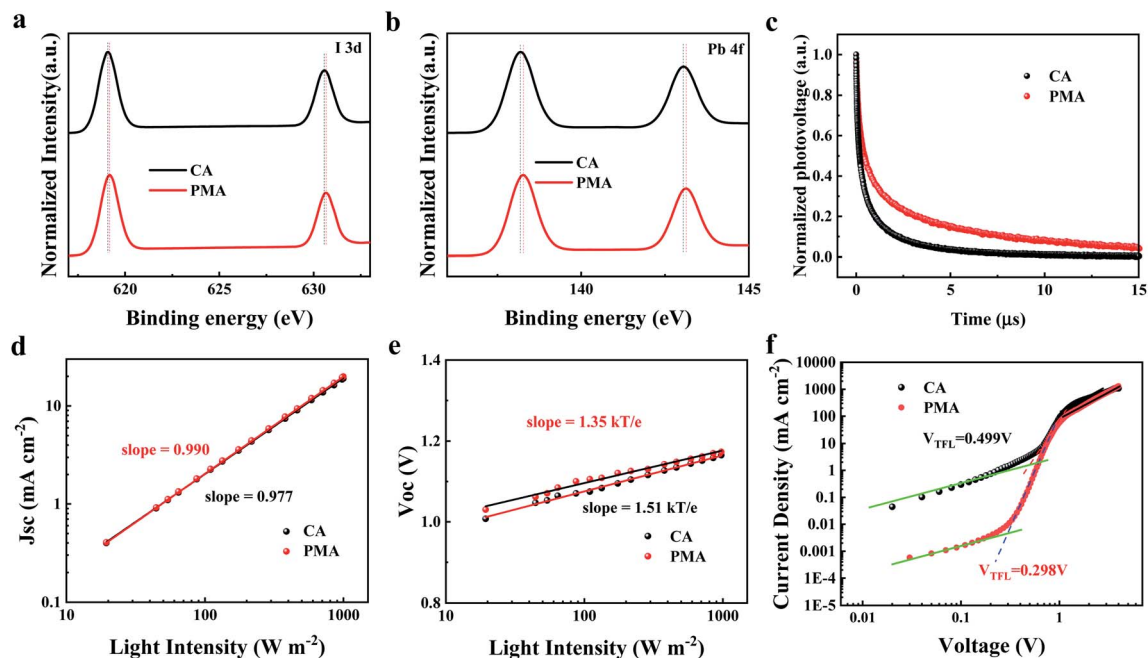 a
I 3d
Normalized Intensity(a.u.)
CA
PMA
620
625
630
Binding energy (eV)
b
Pb 4f
Normalized Intensity(a.u.)
CA
PMA
140
145
Binding energy (eV)
c
Normalized photovoltage (a.u.)
1.0
0.8
0.6
0.4
0.2
0.0
CA
PMA
0
5
10
15
Time (μs)
d
Jsc (mA cm-2)
10
1
0.1
slope = 0.990
slope = 0.977
CA
PMA
10
100
1000
Light Intensity (W m-2)
e
Voc (V)
1.4
1.2
1.0
0.8
slope = 1.35 kT/e
slope = 1.51 kT/e
CA
PMA
10
100
1000
Light Intensity (W m-2)
f
Current Density (mA cm-2)
10000
1000
100
10
1
0.1
0.01
0.001
1E-4
1E-5
CA
PMA
VTFL=0.499V
VTFL=0.298V
0.01
0.1
1
Voltage (V)